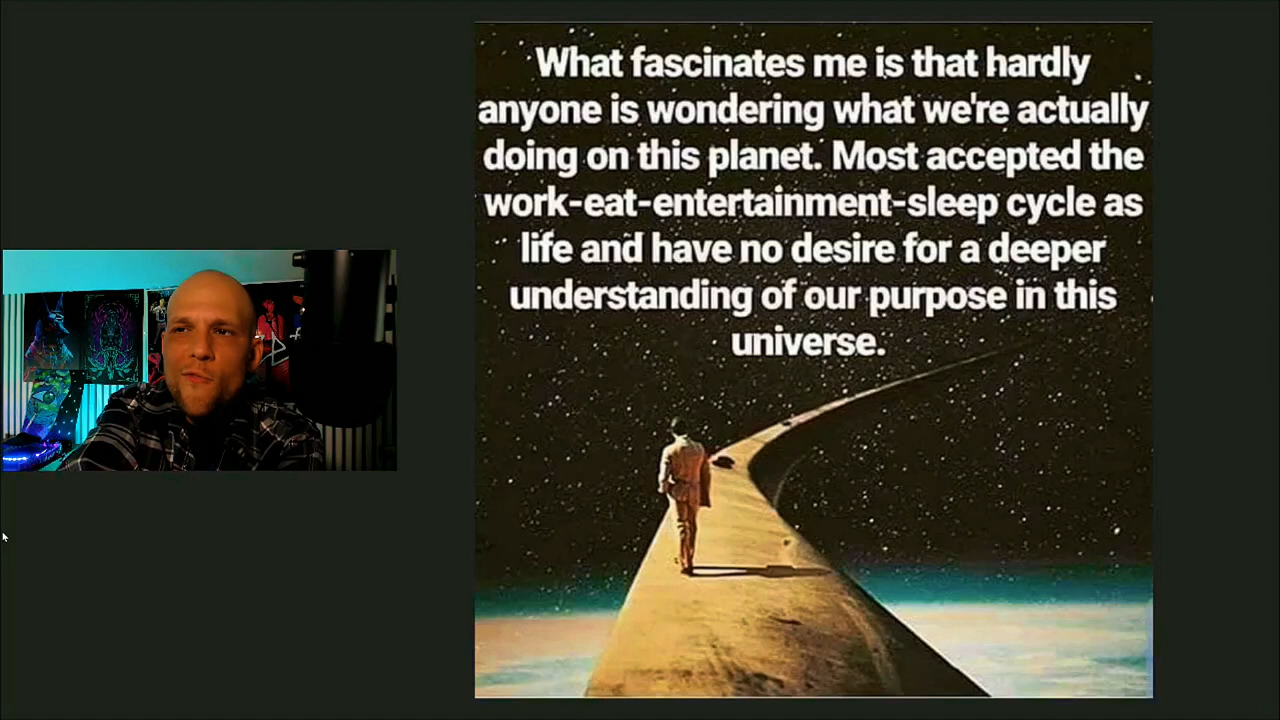 What fascinates me is that hardly
anyone is wondering what we're actually
doing on this planet. Most accepted the
work-eat-entertainment-sleep cycle as
life and have no desire for a deeper
understanding of our purpose in this
universe.